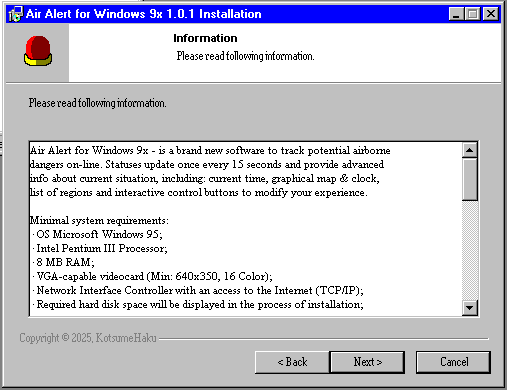 Air Alert for Windows 9x 1.0.1 Installation
Information
Please read following information.
Please read following information.
Air Alert for Windows 9x - is a brand new software to track potential airborne
dangers on-line. Statuses update once every 15 seconds and provide advanced
info about current situation, including: current time, graphical map & clock,
list of regions and interactive control buttons to modify your experience.
Minimal system requirements:
· OS Microsoft Windows 95;
· Intel Pentium III Processor;
· 8 MB RAM;
· VGA-capable videocard (Min: 640x350, 16 Color);
· Network Interface Controller with an access to the Internet (TCP/IP);
· Required hard disk space will be displayed in the process of installation;
Copyright © 2025, KotsumeHaku
< Back
Next >
Cancel